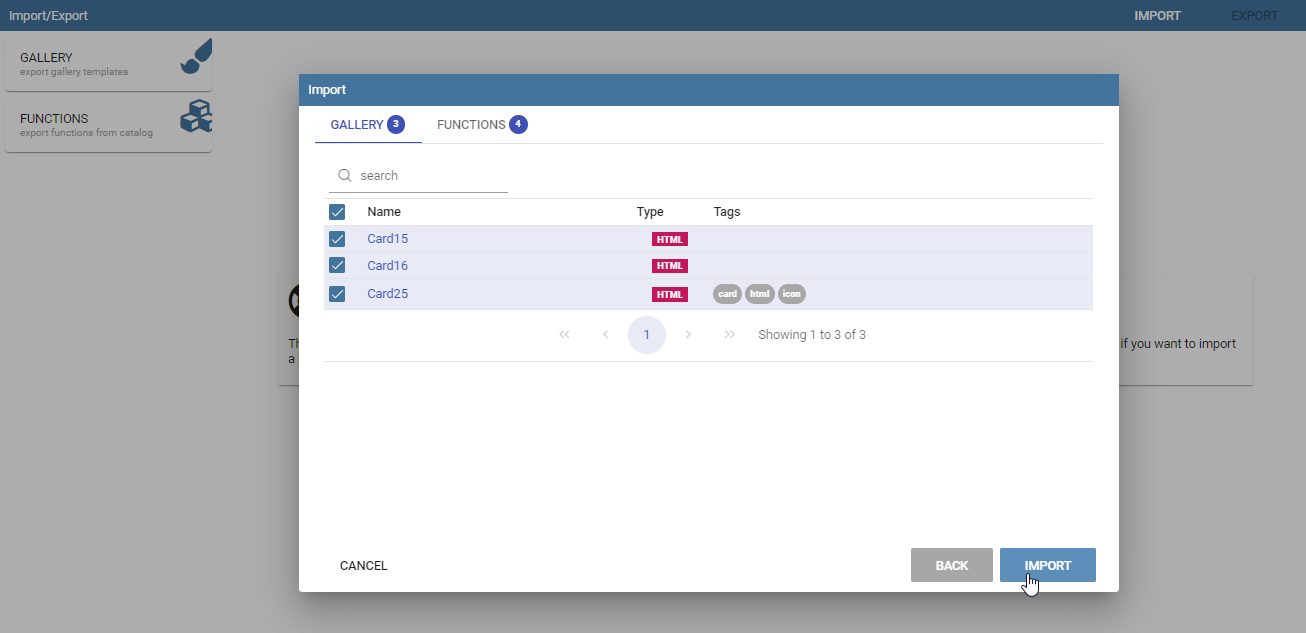 Import/Export IMPORT EXPORT
GALLERY
export gallery templates
FUNCTIONS
export functions from catalog
Import
GALLERY 3 FUNCTIONS 4
search
Name Type Tags
Card15 HTML
Card16 HTML
Card25 HTML card html icon
1 Showing 1 to 3 of 3
if you want to import
a
CANCEL BACK IMPORT